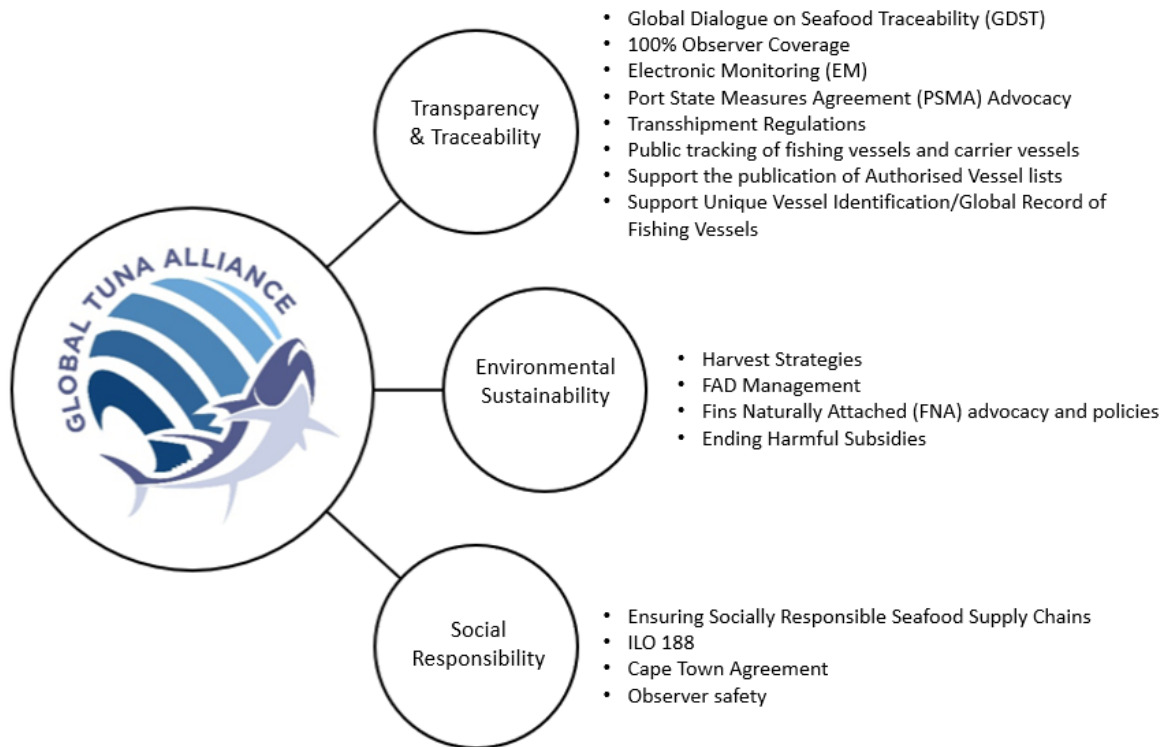 GLOBAL TUNA ALLIANCE
Transparency
& Traceability
• Global Dialogue on Seafood Traceability (GDST)
• 100% Observer Coverage
• Electronic Monitoring (EM)
• Port State Measures Agreement (PSMA) Advocacy
• Transshipment Regulations
• Public tracking of fishing vessels and carrier vessels
• Support the publication of Authorised Vessel lists
• Support Unique Vessel Identification/Global Record of
Fishing Vessels
Environmental
Sustainability
• Harvest Strategies
• FAD Management
• Fins Naturally Attached (FNA) advocacy and policies
• Ending Harmful Subsidies
Social
Responsibility
• Ensuring Socially Responsible Seafood Supply Chains
• ILO 188
• Cape Town Agreement
• Observer safety